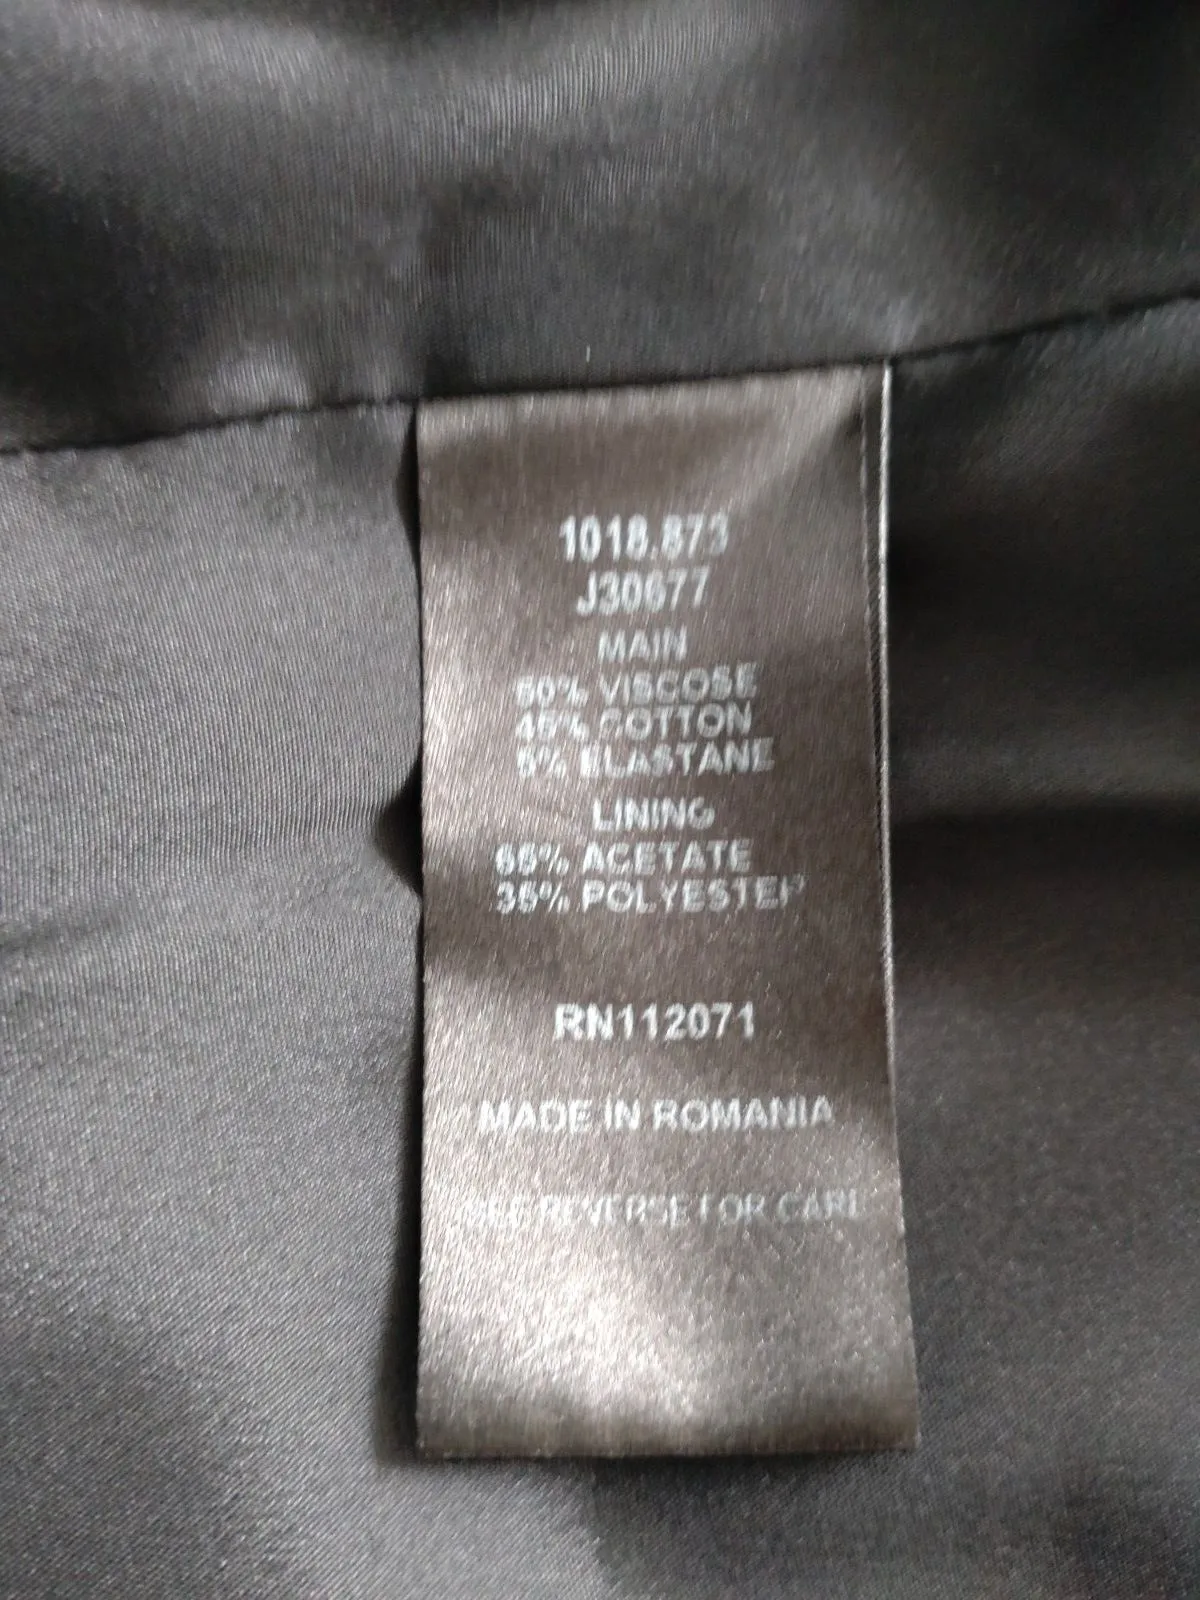 1018.873
J30677
MAIN
50% VISCOSE
45% COTTON
5% ELASTANE
LINING
65% ACETATE
35% POLYESTER
RN112071
MADE IN ROMANIA
SEE REVERSE FOR CARE